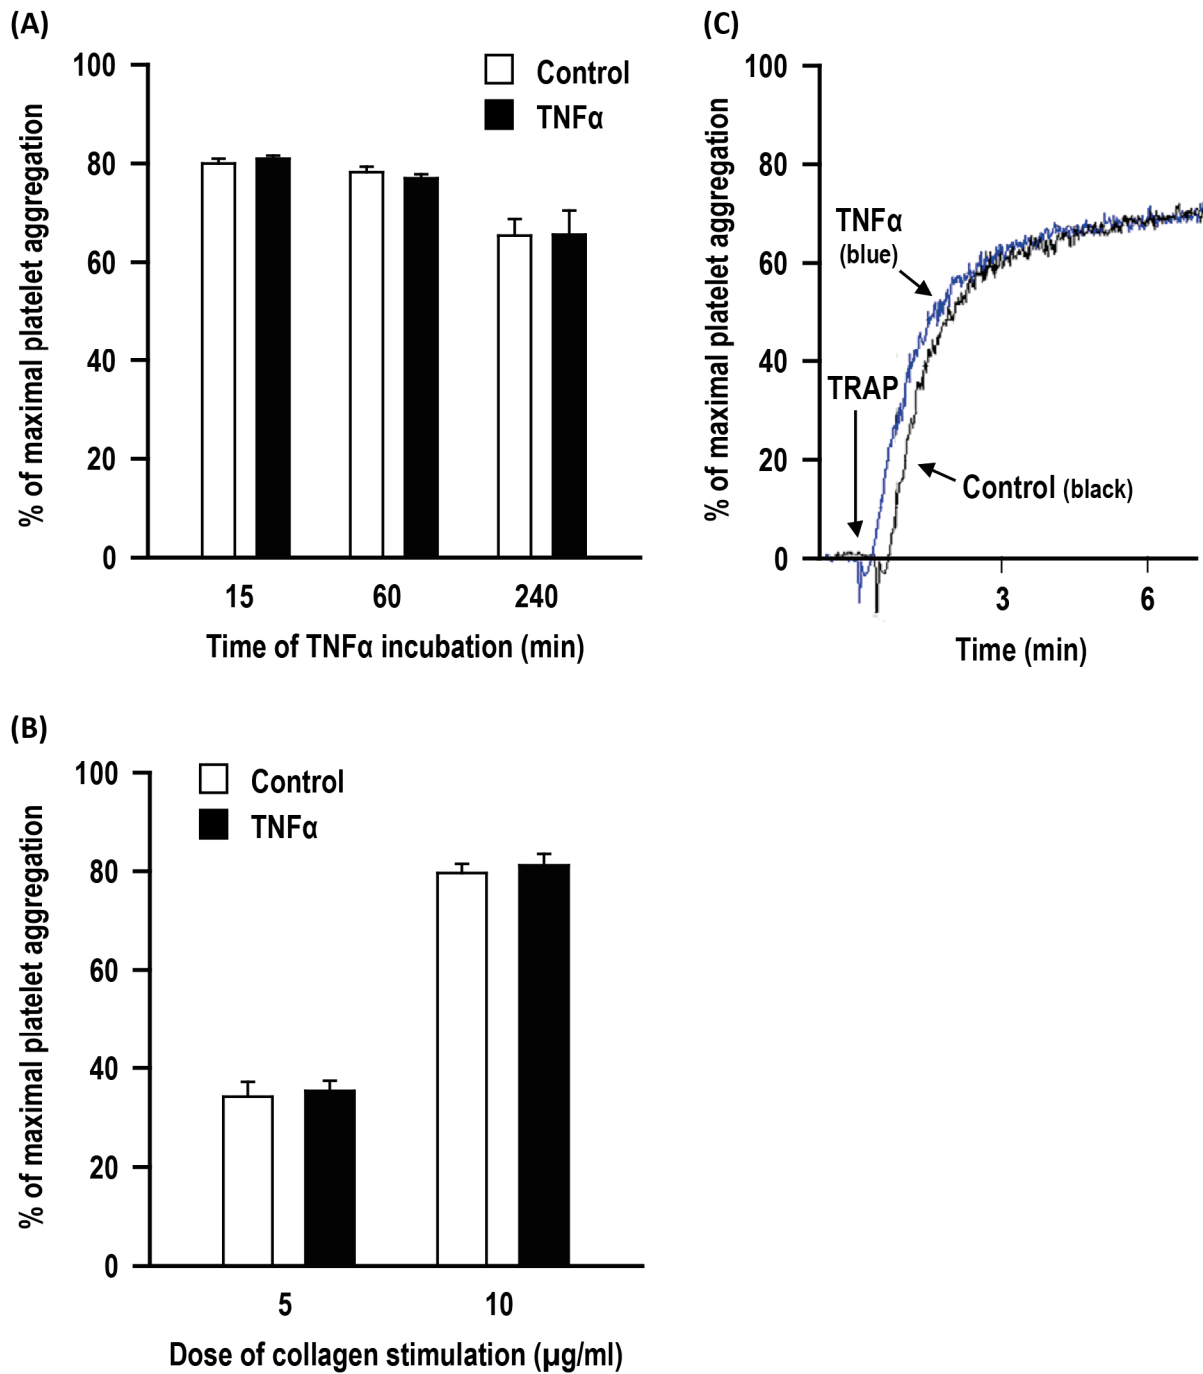 (A)
% of maximal platelet aggregation
100
80
60
40
20
0
Control
TNFα
15 60 240
Time of TNFα incubation (min)
(C)
% of maximal platelet aggregation
100
80
60
40
20
0
TNFα
(blue)
TRAP
Control (black)
3 6
Time (min)
(B)
% of maximal platelet aggregation
100
80
60
40
20
0
Control
TNFα
5 10
Dose of collagen stimulation (µg/ml)